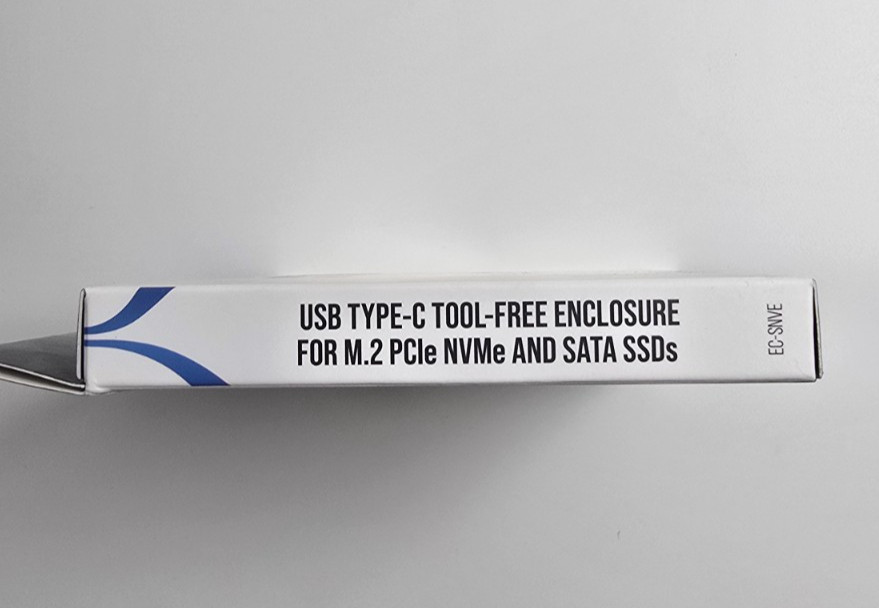 USB TYPE-C TOOL-FREE ENCLOSURE
FOR M.2 PCIe NVMe AND SATA SSDs
EC-SNVE